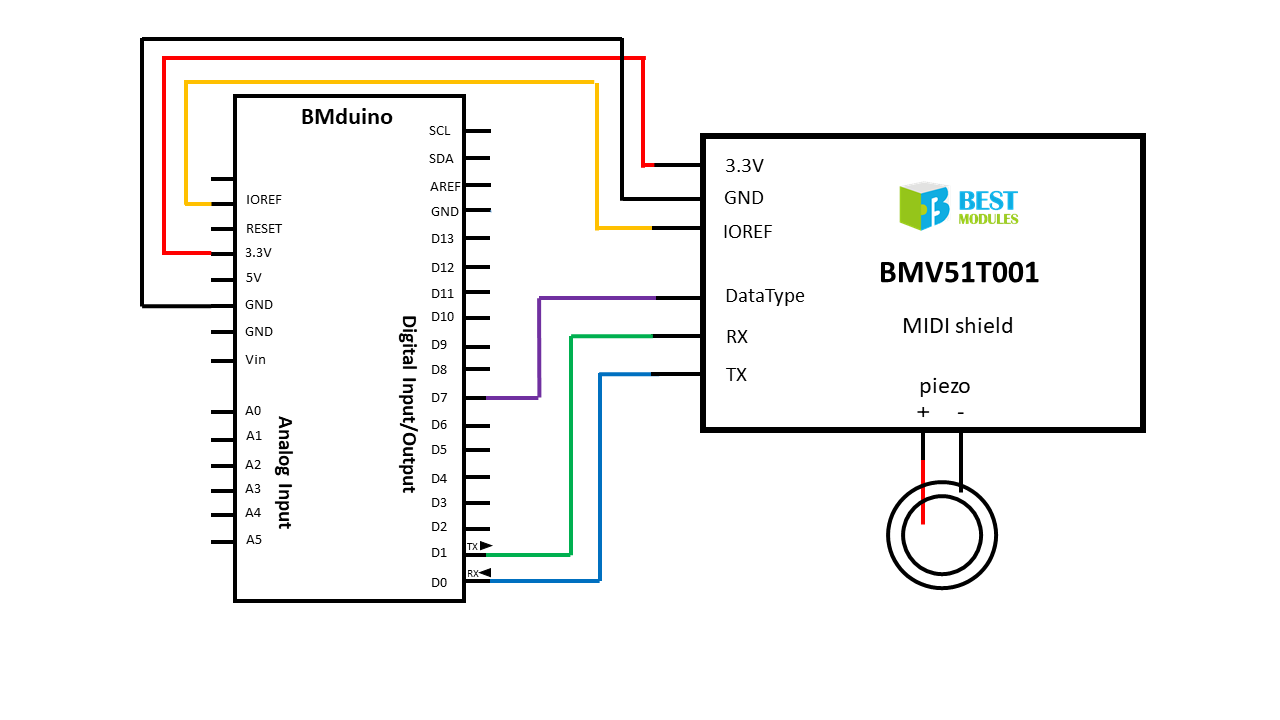 BMduino
IOREF
RESET
3.3V
5V
GND
GND
Vin
A0
A1
A2
A3
A4
A5
Analog Input
SCL
SDA
AREF
GND
D13
D12
D11
D10
D9
D8
D7
D6
D5
D4
D3
D2
D1
TX
D0
RX
Digital Input/Output
3.3V
GND
IOREF
DataType
RX
TX
BEST
MODULES
BMV51T001
MIDI shield
piezo
+ -